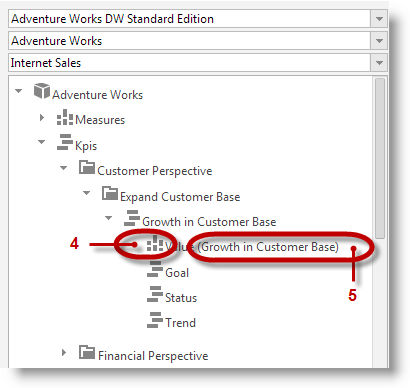 Adventure Works DW Standard Edition
Adventure Works
Internet Sales
Adventure Works
Measures
Kpis
Customer Perspective
Expand Customer Base
Growth in Customer Base
4 Value (Growth in Customer Base)
Goal
5
Status
Trend
Financial Perspective